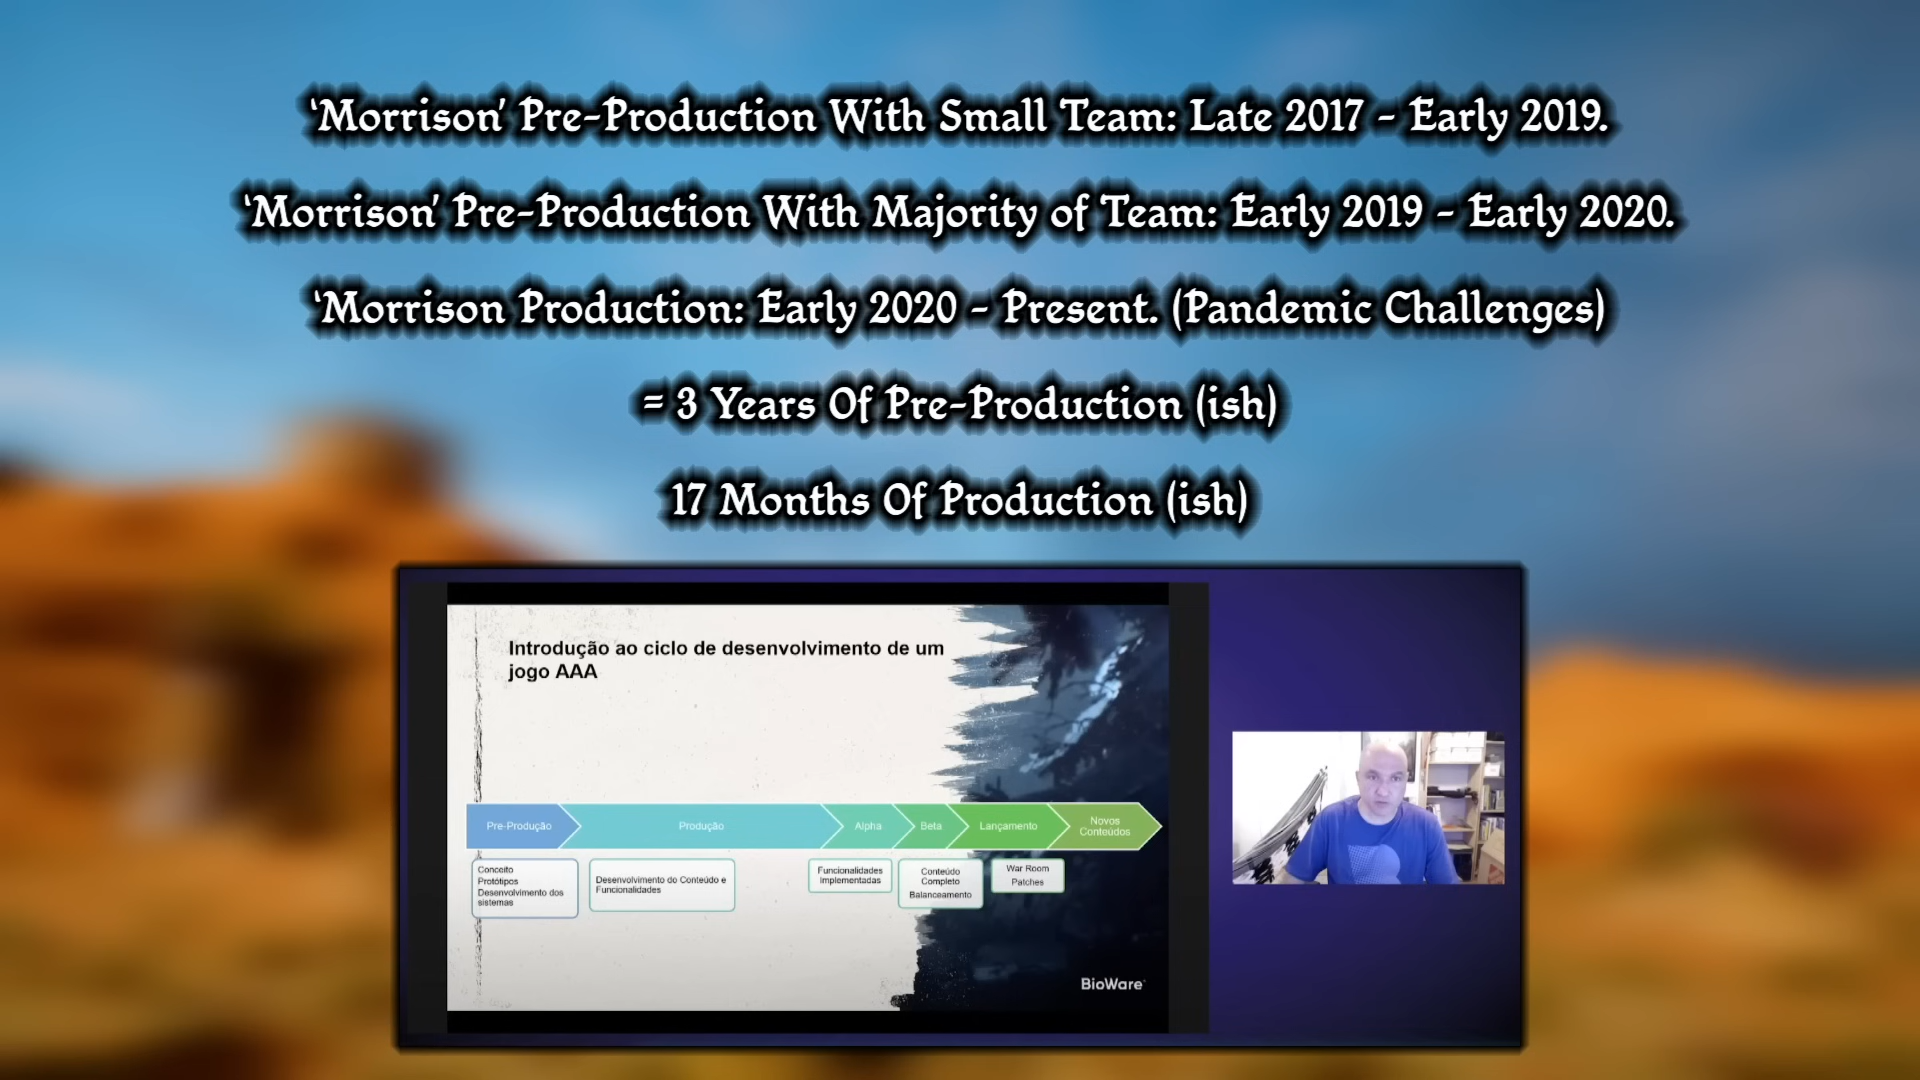 ‘Morrison’ Pre-Production With Small Team: Late 2017 - Early 2019.
‘Morrison’ Pre-Production With Majority of Team: Early 2019 - Early 2020.
‘Morrison Production: Early 2020 - Present. (Pandemic Challenges)
= 3 Years Of Pre-Production (ish)
17 Months Of Production (ish)
Introdução ao ciclo de desenvolvimento de um
jogo AAA
Pre-Produção
Produção
Alpha
Beta
Lançamento
Novos
Conteúdos
Conceito
Protótipos
Desenvolvimento dos
sistemas
Desenvolvimento do Conteúdo e
Funcionalidades
Funcionalidades
Implementadas
Conteúdo
Completo
Balanceamento
War Room
Patches
BioWare